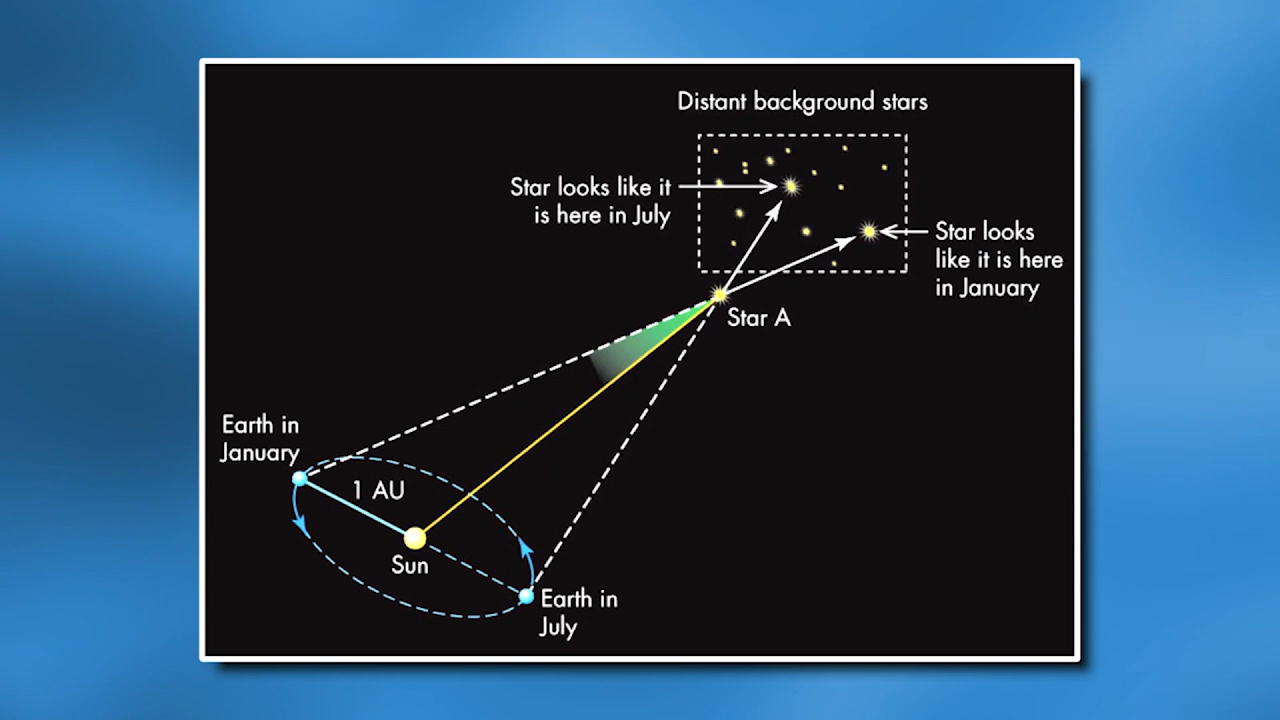 Distant background stars
Star looks like it
is here in July
Star looks
like it is here
in January
Star A
Earth in
January
1 AU
Sun
Earth in
July